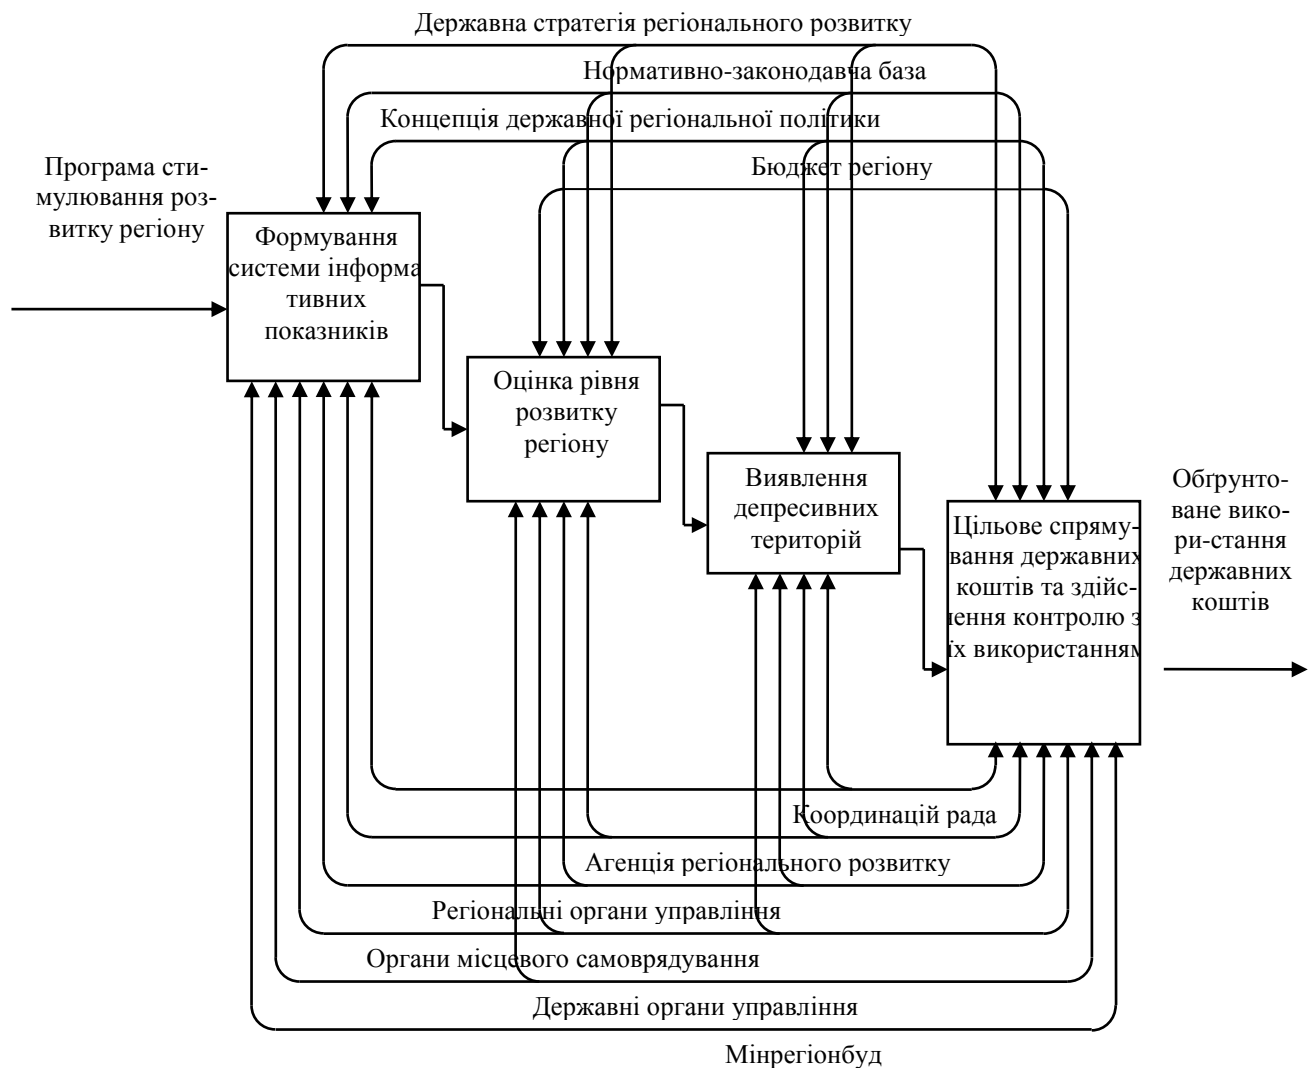 Державна стратегія регіонального розвитку
Нормативно-законодавча база
Концепція державної регіональної політики
Бюджет регіону
Програма сти-
мулювання роз-
витку регіону
Формування
системи інформа
тивних
показників
Оцінка рівня
розвитку
регіону
Виявлення
депресивних
територій
Цільове спряму-
вання державних
коштів та здійс-
лення контролю з
їх використанням
Обґрунто-
ване вико-
ри-стання
державних
коштів
Координацій рада
Агенція регіонального розвитку
Регіональні органи управління
Органи місцевого самоврядування
Державні органи управління
Мінрегіонбуд